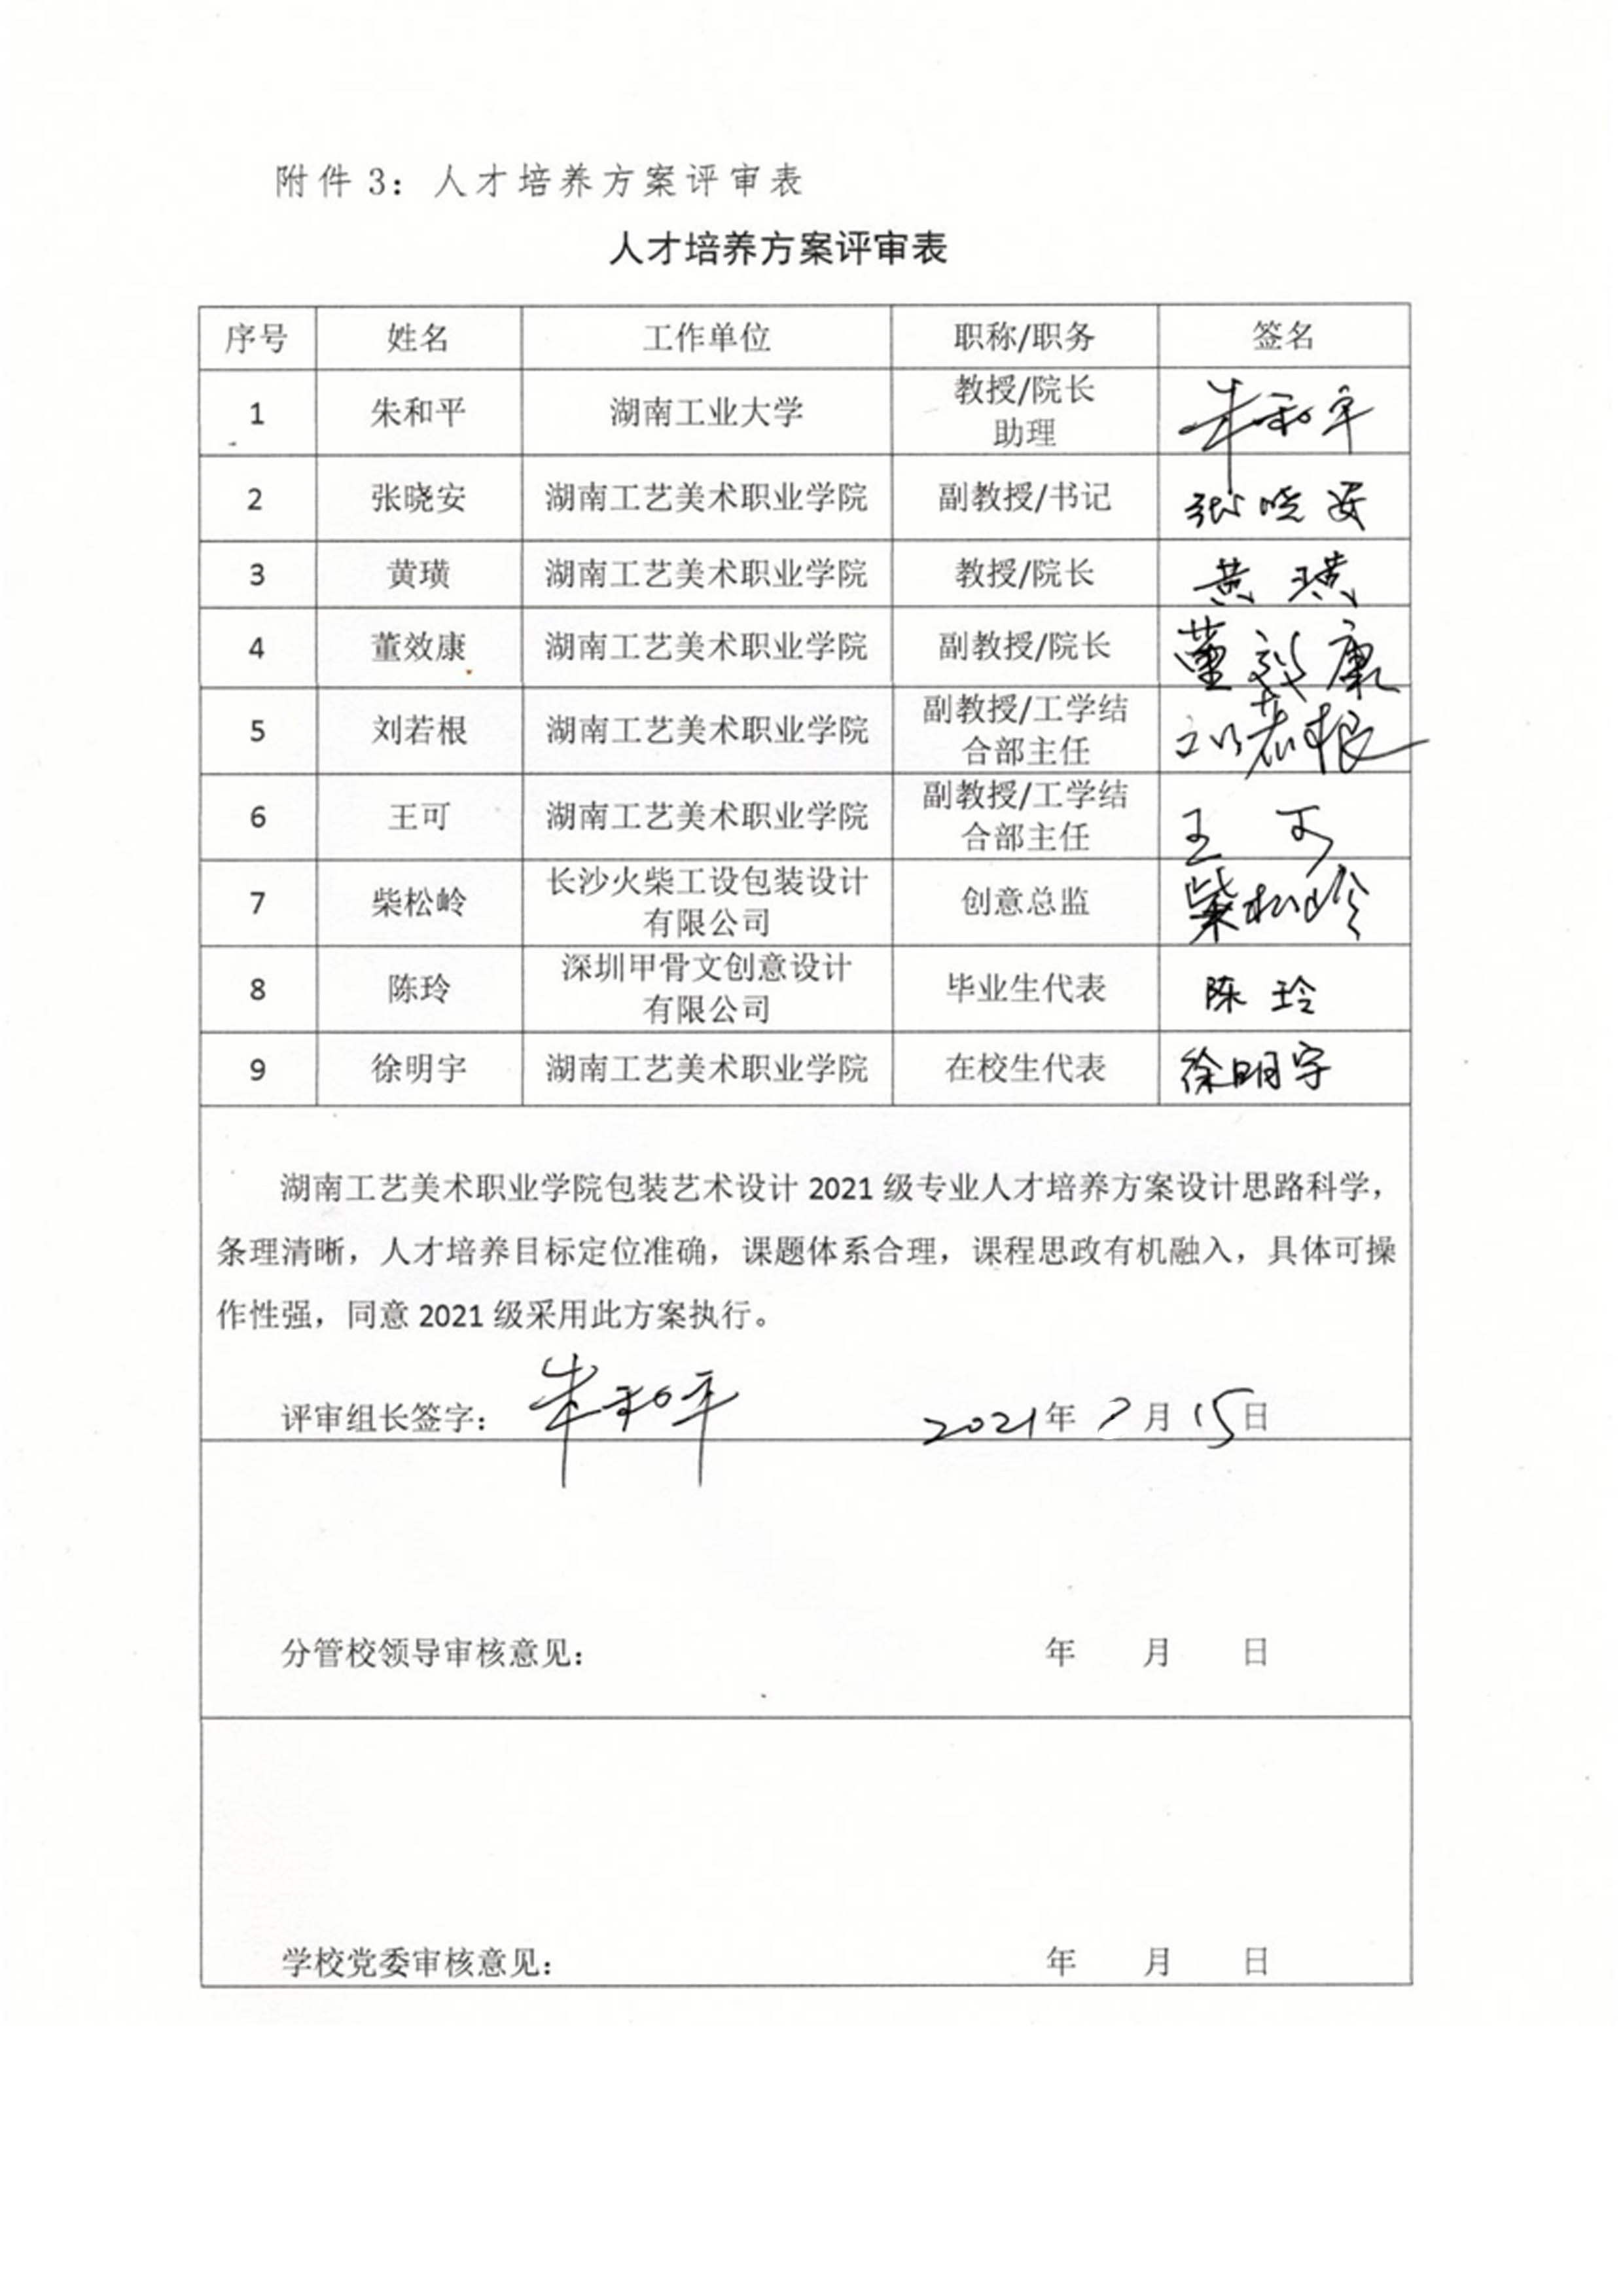 附件 3：人才培养方案评审表
人才培养方案评审表
序号 姓名 工作单位 职称/职务 签名
1 朱和平 湖南工业大学 教授/院长
助理 朱和平
2 张晓安 湖南工艺美术职业学院 副教授/书记 张晓安
3 黄璜 湖南工艺美术职业学院 教授/院长 黄璜
4 董效康 湖南工艺美术职业学院 副教授/院长 董效康
5 刘若根 湖南工艺美术职业学院 副教授/工学结
合部主任 刘若根
6 王可 湖南工艺美术职业学院 副教授/工学结
合部主任 王可
7 柴松岭 长沙火柴工设包装设计
有限公司 创意总监 柴松岭
8 陈玲 深圳甲骨文创意设计
有限公司 毕业生代表 陈玲
9 徐明宇 湖南工艺美术职业学院 在校生代表 徐明宇
湖南工艺美术职业学院包装艺术设计 2021 级专业人才培养方案设计思路科学，
条理清晰，人才培养目标定位准确，课题体系合理，课程思政有机融入，具体可操
作性强，同意 2021 级采用此方案执行。
评审组长签字： 朱和平 2021年 月 15日
分管校领导审核意见： 年 月 日
学校党委审核意见： 年 月 日